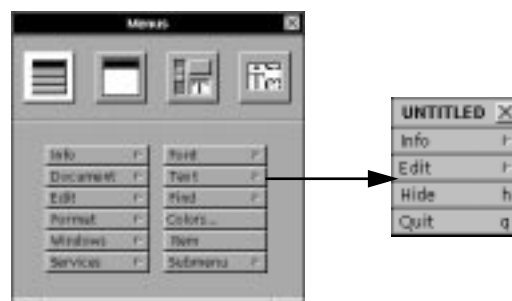 Menus
Info
Document
Edit
Format
Windows
Services
Font
Text
Find
Colors...
Item
Submenu
UNTITLED
Info
Edit
Hide h
Quit q